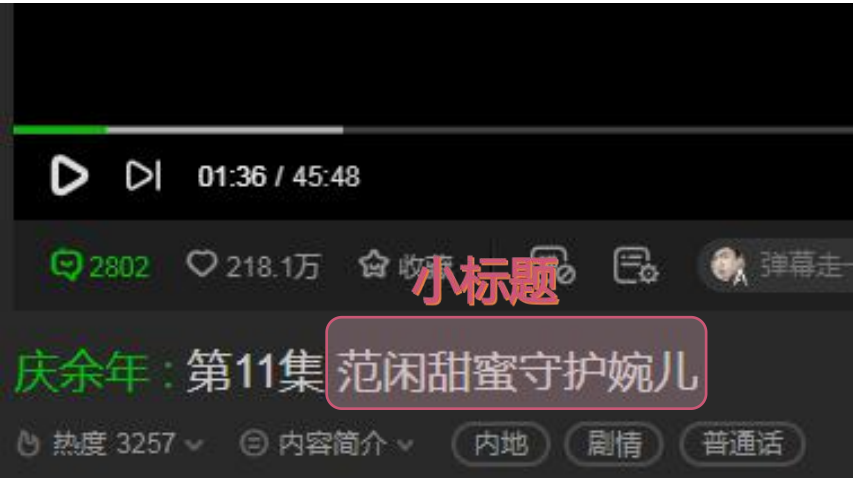 01:36 / 45:48
2802 218.1万 收藏 弹幕走一
小标题
庆余年：第11集 范闲甜蜜守护婉儿
热度 3257 内容简介 内地 剧情 普通话